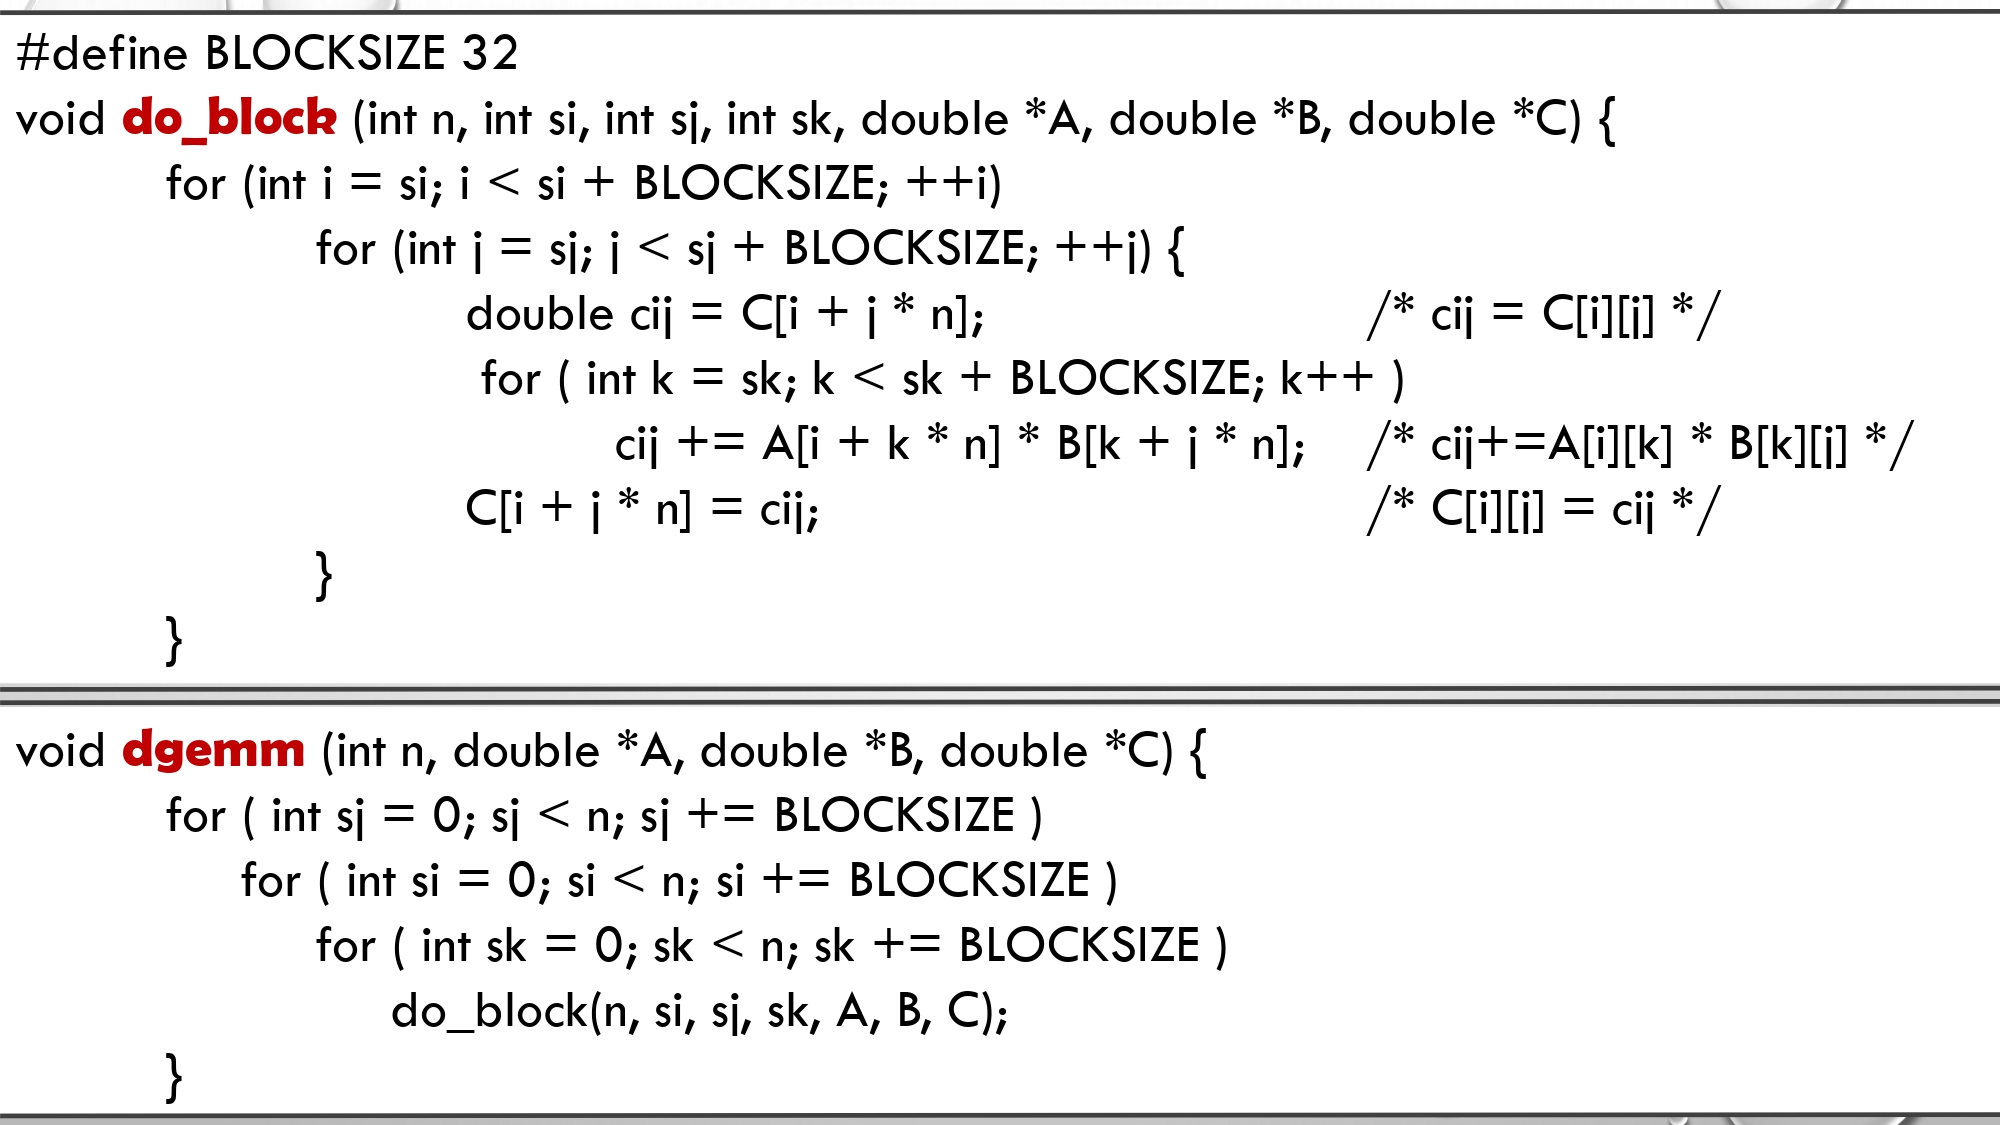 #define BLOCKSIZE 32
void do_block (int n, int si, int sj, int sk, double *A, double *B, double *C) {
for (int i = si; i < si + BLOCKSIZE; ++i)
for (int j = sj; j < sj + BLOCKSIZE; ++j) {
double cij = C[i + j * n]; /* cij = C[i][j] */
for ( int k = sk; k < sk + BLOCKSIZE; k++ )
cij += A[i + k * n] * B[k + j * n]; /* cij+=A[i][k] * B[k][j] */
C[i + j * n] = cij; /* C[i][j] = cij */
}
}
void dgemm (int n, double *A, double *B, double *C) {
for ( int sj = 0; sj < n; sj += BLOCKSIZE )
for ( int si = 0; si < n; si += BLOCKSIZE )
for ( int sk = 0; sk < n; sk += BLOCKSIZE )
do_block(n, si, sj, sk, A, B, C);
}